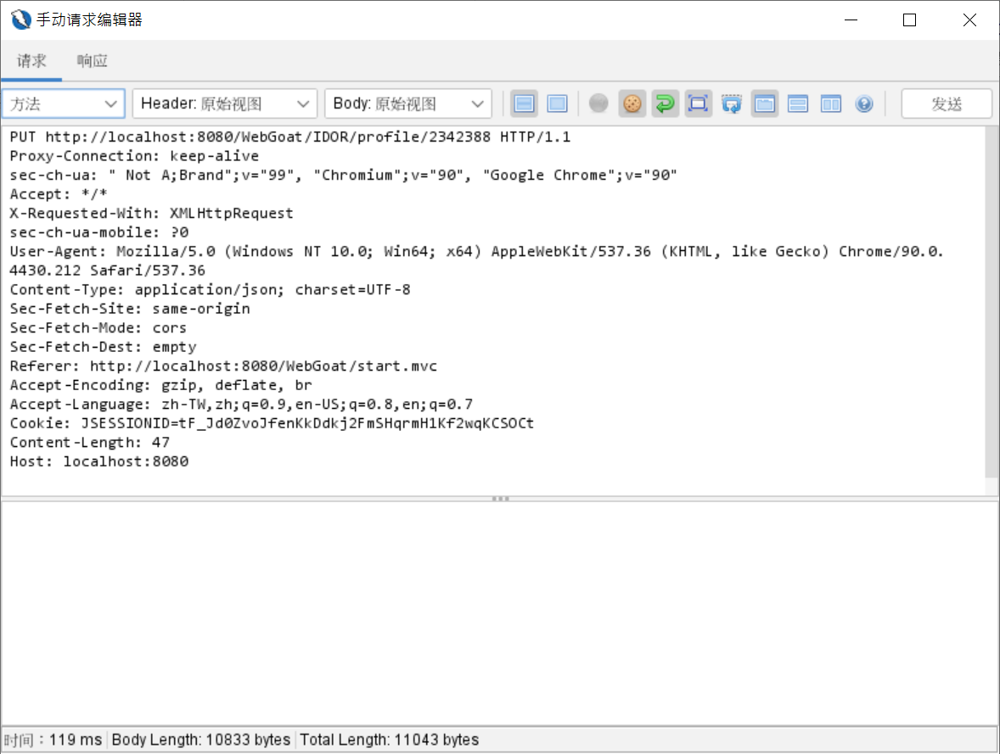 手动请求编辑器
请求 响应
方法 Header: 原始视图 Body: 原始视图 发送
PUT http://localhost:8080/WebGoat/IDOR/profile/2342388 HTTP/1.1
Proxy-Connection: keep-alive
sec-ch-ua: " Not A;Brand";v="99", "Chromium";v="90", "Google Chrome";v="90"
Accept: */*
X-Requested-With: XMLHttpRequest
sec-ch-ua-mobile: ?0
User-Agent: Mozilla/5.0 (Windows NT 10.0; Win64; x64) AppleWebKit/537.36 (KHTML, like Gecko) Chrome/90.0.
4430.212 Safari/537.36
Content-Type: application/json; charset=UTF-8
Sec-Fetch-Site: same-origin
Sec-Fetch-Mode: cors
Sec-Fetch-Dest: empty
Referer: http://localhost:8080/WebGoat/start.mvc
Accept-Encoding: gzip, deflate, br
Accept-Language: zh-TW,zh;q=0.9,en-US;q=0.8,en;q=0.7
Cookie: JSESSIONID=tF_Jd0ZvoJfenKkDdkj2FmSHqrmH1Kf2wqKCSOCt
Content-Length: 47
Host: localhost:8080
时间：119 ms Body Length: 10833 bytes Total Length: 11043 bytes